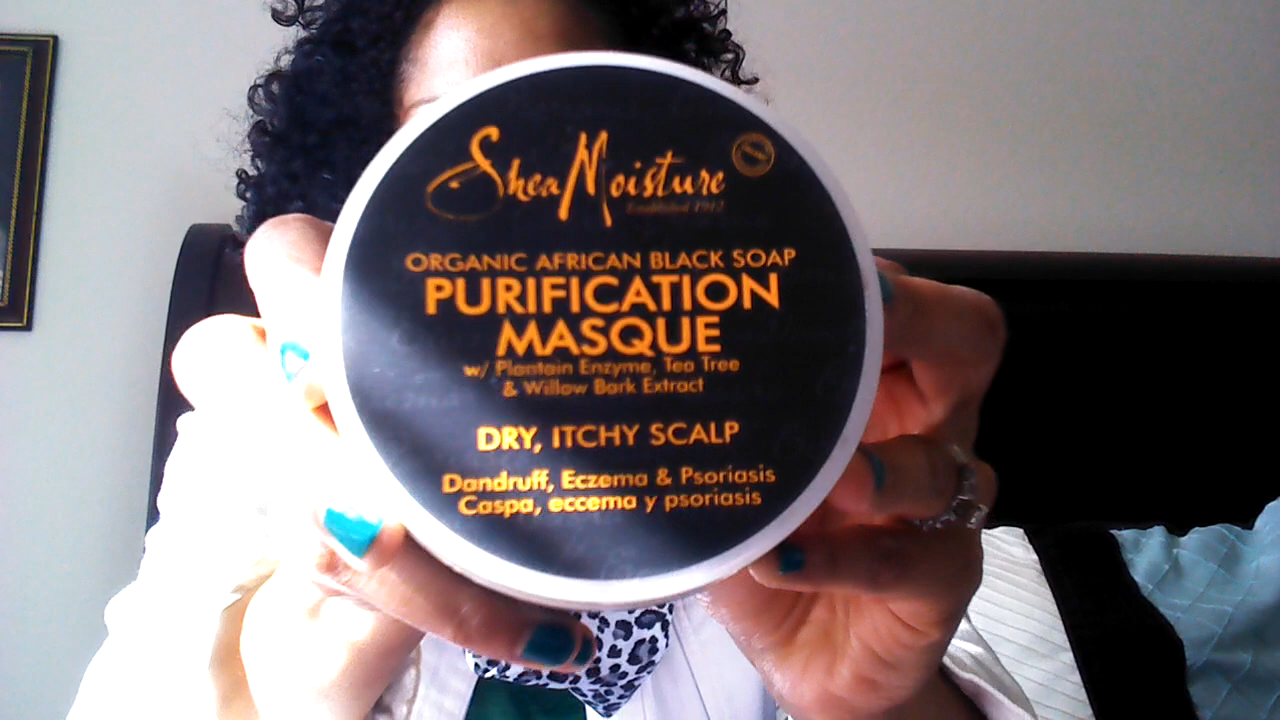 SheaMoisture
Established 1912
ORGANIC AFRICAN BLACK SOAP
PURIFICATION
MASQUE
w/ Plantain Enzyme, Tea Tree
& Willow Bark Extract
DRY, ITCHY SCALP
Dandruff, Eczema & Psoriasis
Caspa, eccema y psoriasis